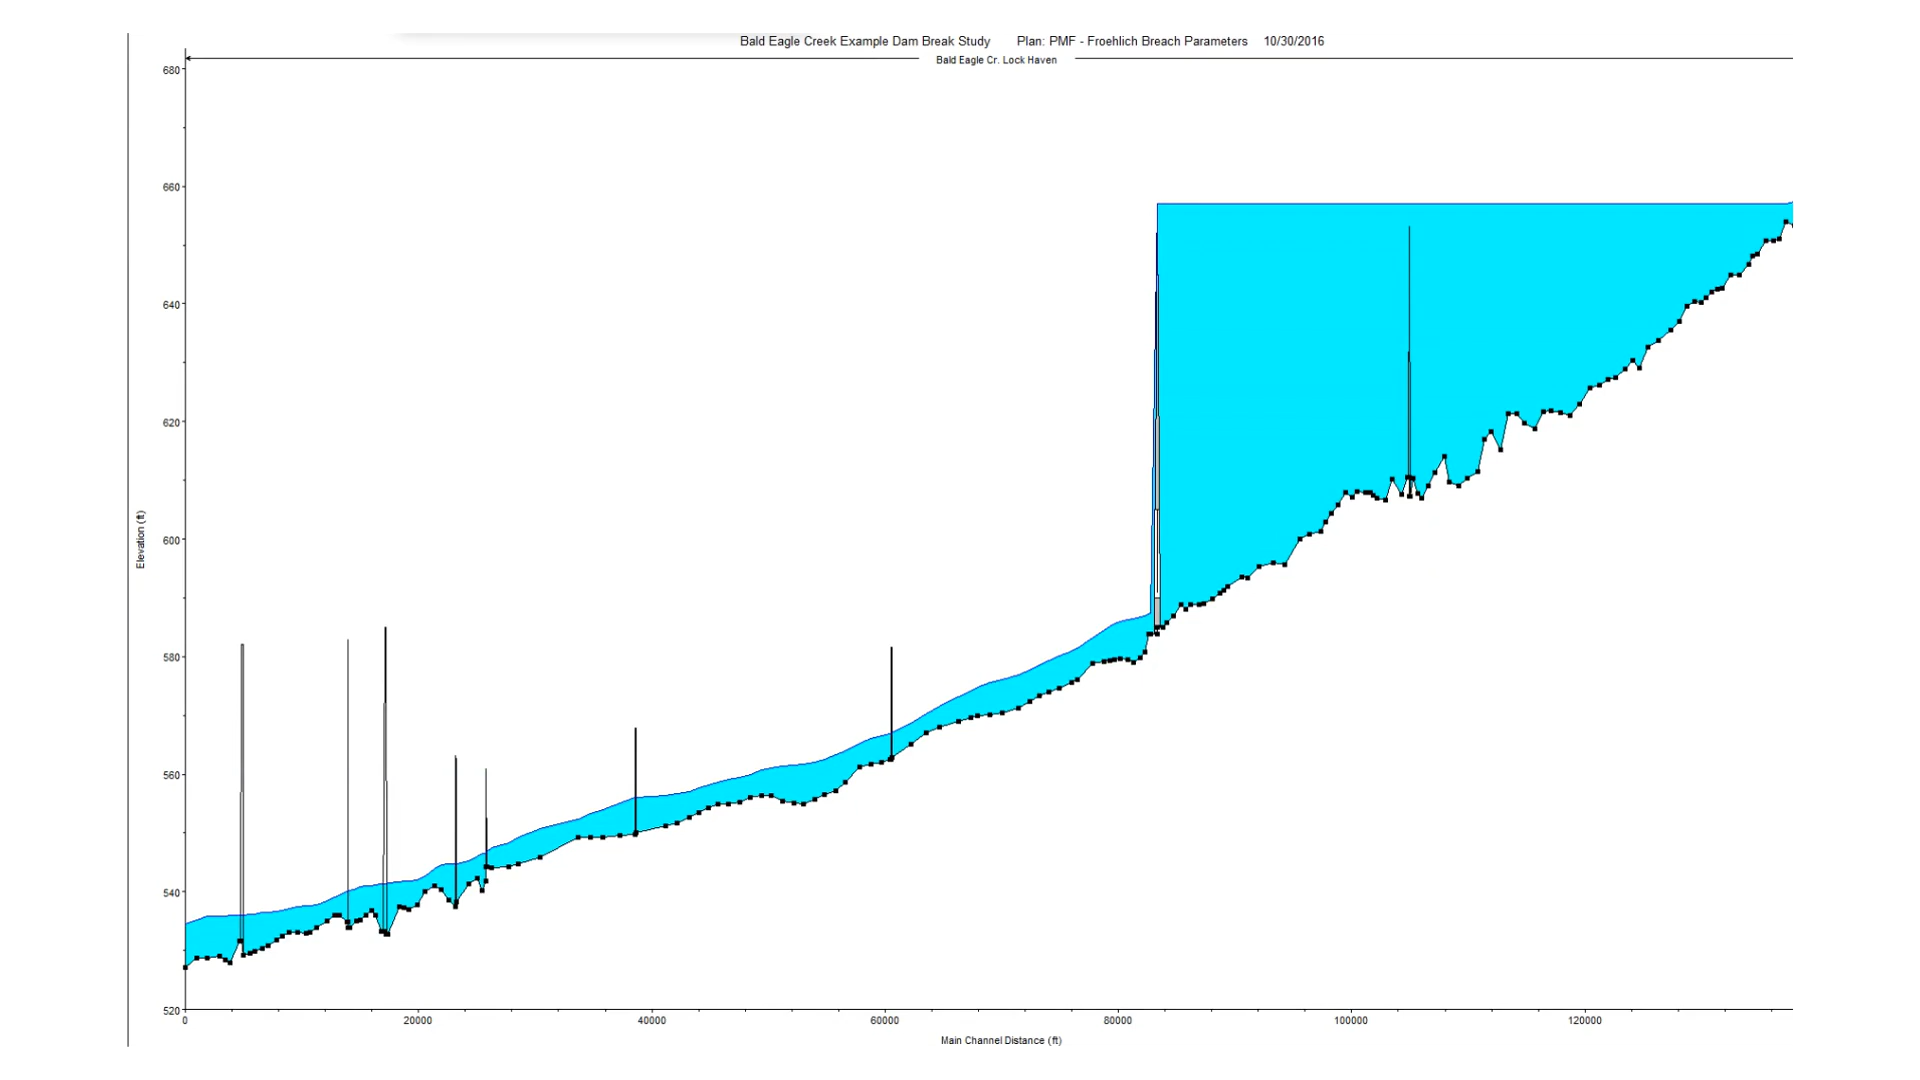 Bald Eagle Creek Example Dam Break Study Plan: PMF - Froehlich Breach Parameters 10/30/2016
Bald Eagle Cr. Lock Haven
680
660
640
620
600
580
560
540
520
Elevation (ft)
0 20000 40000 60000 80000 100000 120000
Main Channel Distance (ft)